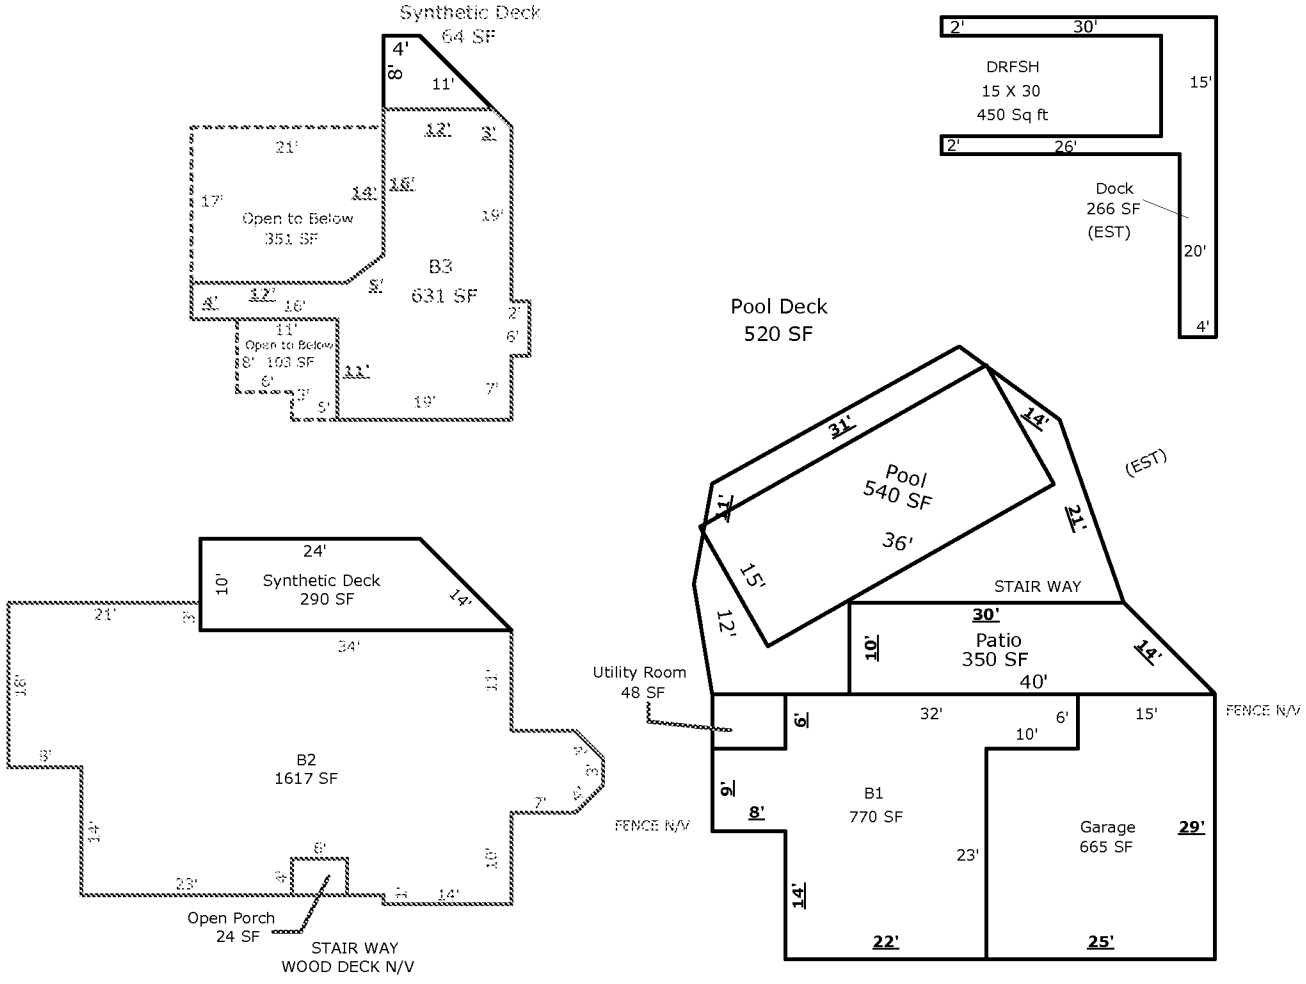 Synthetic Deck
64 SF
4'
8'
11'
12'
3'
21'
14'
16'
17'
19'
Open to Below
351 SF
B3
631 SF
5'
4'
12'
16'
2'
6'
11'
Open to Below
8' 103 SF
6'
3'
5'
11'
7'
19'
2'
30'
DRFSH
15 X 30
450 Sq ft
15'
2'
26'
Dock
266 SF
(EST)
20'
4'
Pool Deck
520 SF
31'
14'
(EST)
Pool
540 SF
21'
36'
15'
12'
STAIR WAY
30'
Patio
350 SF
10'
14'
40'
Utility Room
48 SF
6'
32'
6'
10'
15'
FENCE N/V
9'
8'
B1
770 SF
FENCE N/V
Garage
665 SF
29'
23'
14'
22'
25'
24'
Synthetic Deck
290 SF
10'
14'
21'
3'
34'
18'
11'
8'
B2
1617 SF
3'
4'
7'
14'
6'
4'
10'
23'
1'
14'
Open Porch
24 SF
STAIR WAY
WOOD DECK N/V